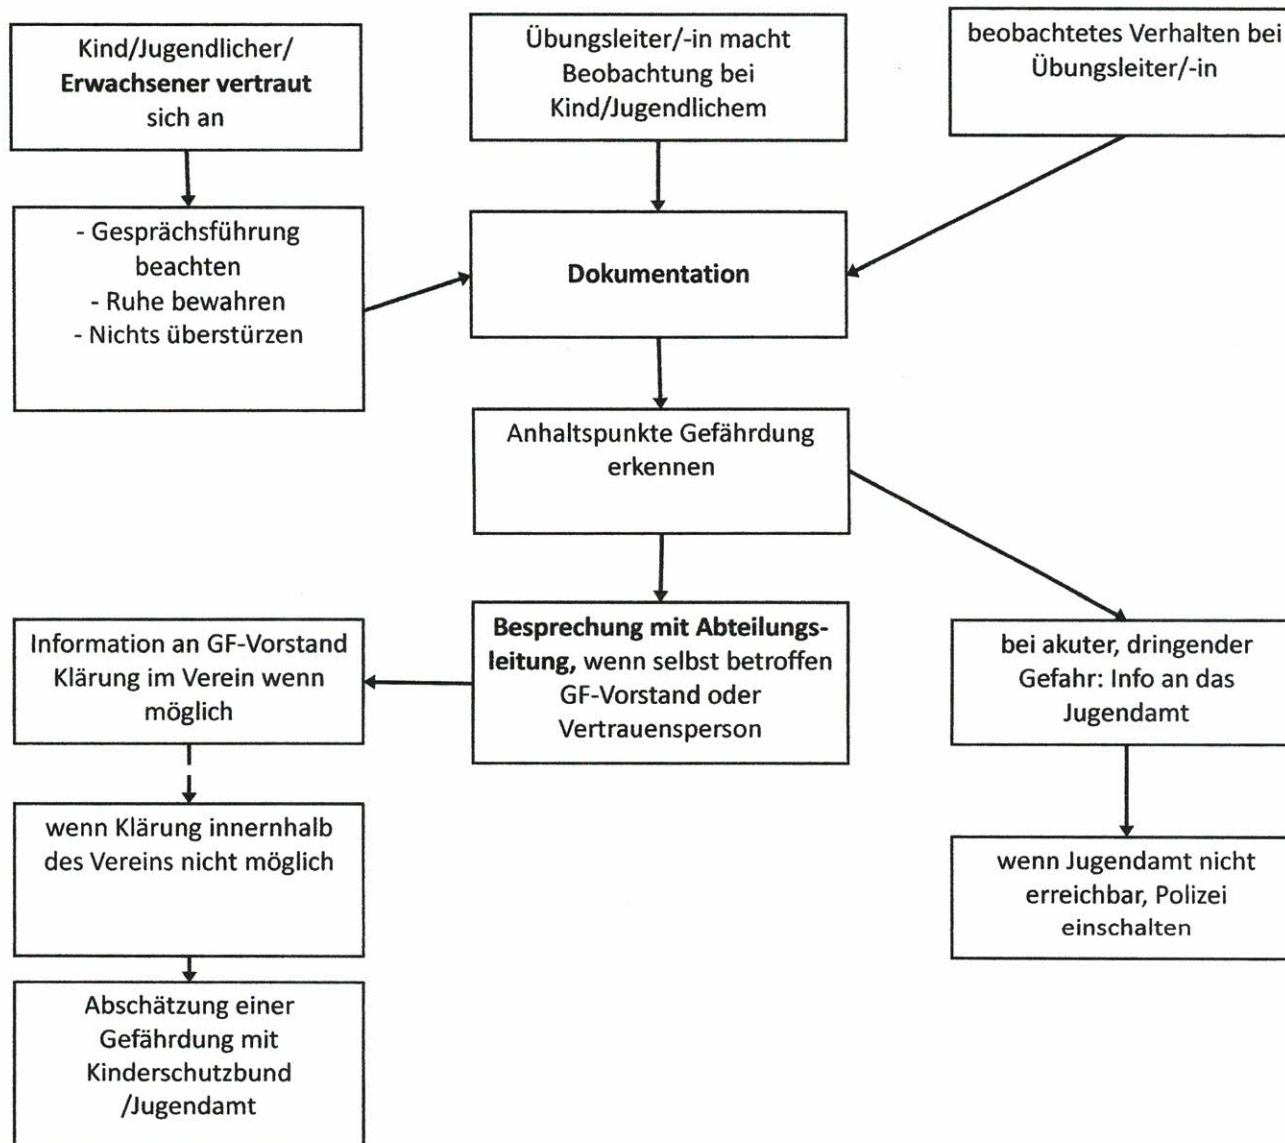 Kind/Jugendlicher/
Erwachsener vertraut
sich an
Übungsleiter/-in macht
Beobachtung bei
Kind/Jugendlichem
beobachtetes Verhalten bei
Übungsleiter/-in
- Gesprächsführung
beachten
- Ruhe bewahren
- Nichts überstürzen
Dokumentation
Anhaltspunkte Gefährdung
erkennen
Information an GF-Vorstand
Klärung im Verein wenn
möglich
Besprechung mit Abteilungs-
leitung, wenn selbst betroffen
GF-Vorstand oder
Vertrauensperson
bei akuter, dringender
Gefahr: Info an das
Jugendamt
wenn Klärung innernhalb
des Vereins nicht möglich
wenn Jugendamt nicht
erreichbar, Polizei
einschalten
Abschätzung einer
Gefährdung mit
Kinderschutzbund
/Jugendamt